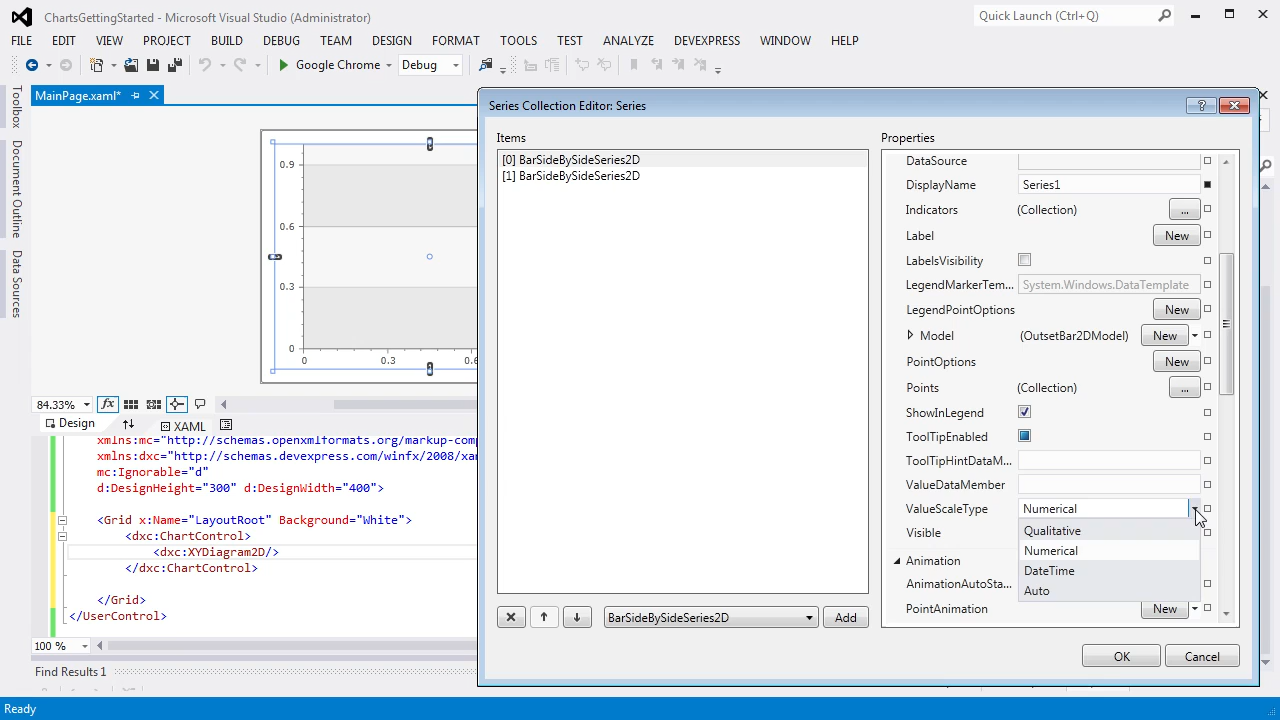 ChartsGettingStarted - Microsoft Visual Studio (Administrator)
Quick Launch (Ctrl+Q)
FILE EDIT VIEW PROJECT BUILD DEBUG TEAM DESIGN FORMAT TOOLS TEST ANALYZE DEVEXPRESS WINDOW HELP
Google Chrome Debug
Toolbox
Document Outline
Data Sources
MainPage.xaml*
0.9
0.6
0.3
0
0 0.3 0.6
84.33% fx
Design XAML
xmlns:mc="http://schemas.openxmlformats.org/markup-comp
xmlns:dxc="http://schemas.devexpress.com/winfx/2008/xam
mc:Ignorable="d"
d:DesignHeight="300" d:DesignWidth="400">
<Grid x:Name="LayoutRoot" Background="White">
<dxc:ChartControl>
<dxc:XYDiagram2D/>
</dxc:ChartControl>
</Grid>
</UserControl>
100 %
Find Results 1
Ready
Series Collection Editor: Series
Items
[0] BarSideBySideSeries2D
[1] BarSideBySideSeries2D
BarSideBySideSeries2D Add
Properties
DataSource
DisplayName Series1
Indicators (Collection) ...
Label New
LabelsVisibility
LegendMarkerTem... System.Windows.DataTemplate
LegendPointOptions New
Model (OutsetBar2DModel) New
PointOptions New
Points (Collection) ...
ShowInLegend
ToolTipEnabled
ToolTipHintDataM...
ValueDataMember
ValueScaleType Numerical
Qualitative
Numerical
DateTime
Auto
Visible
Animation
AnimationAutoSta...
PointAnimation New
OK Cancel